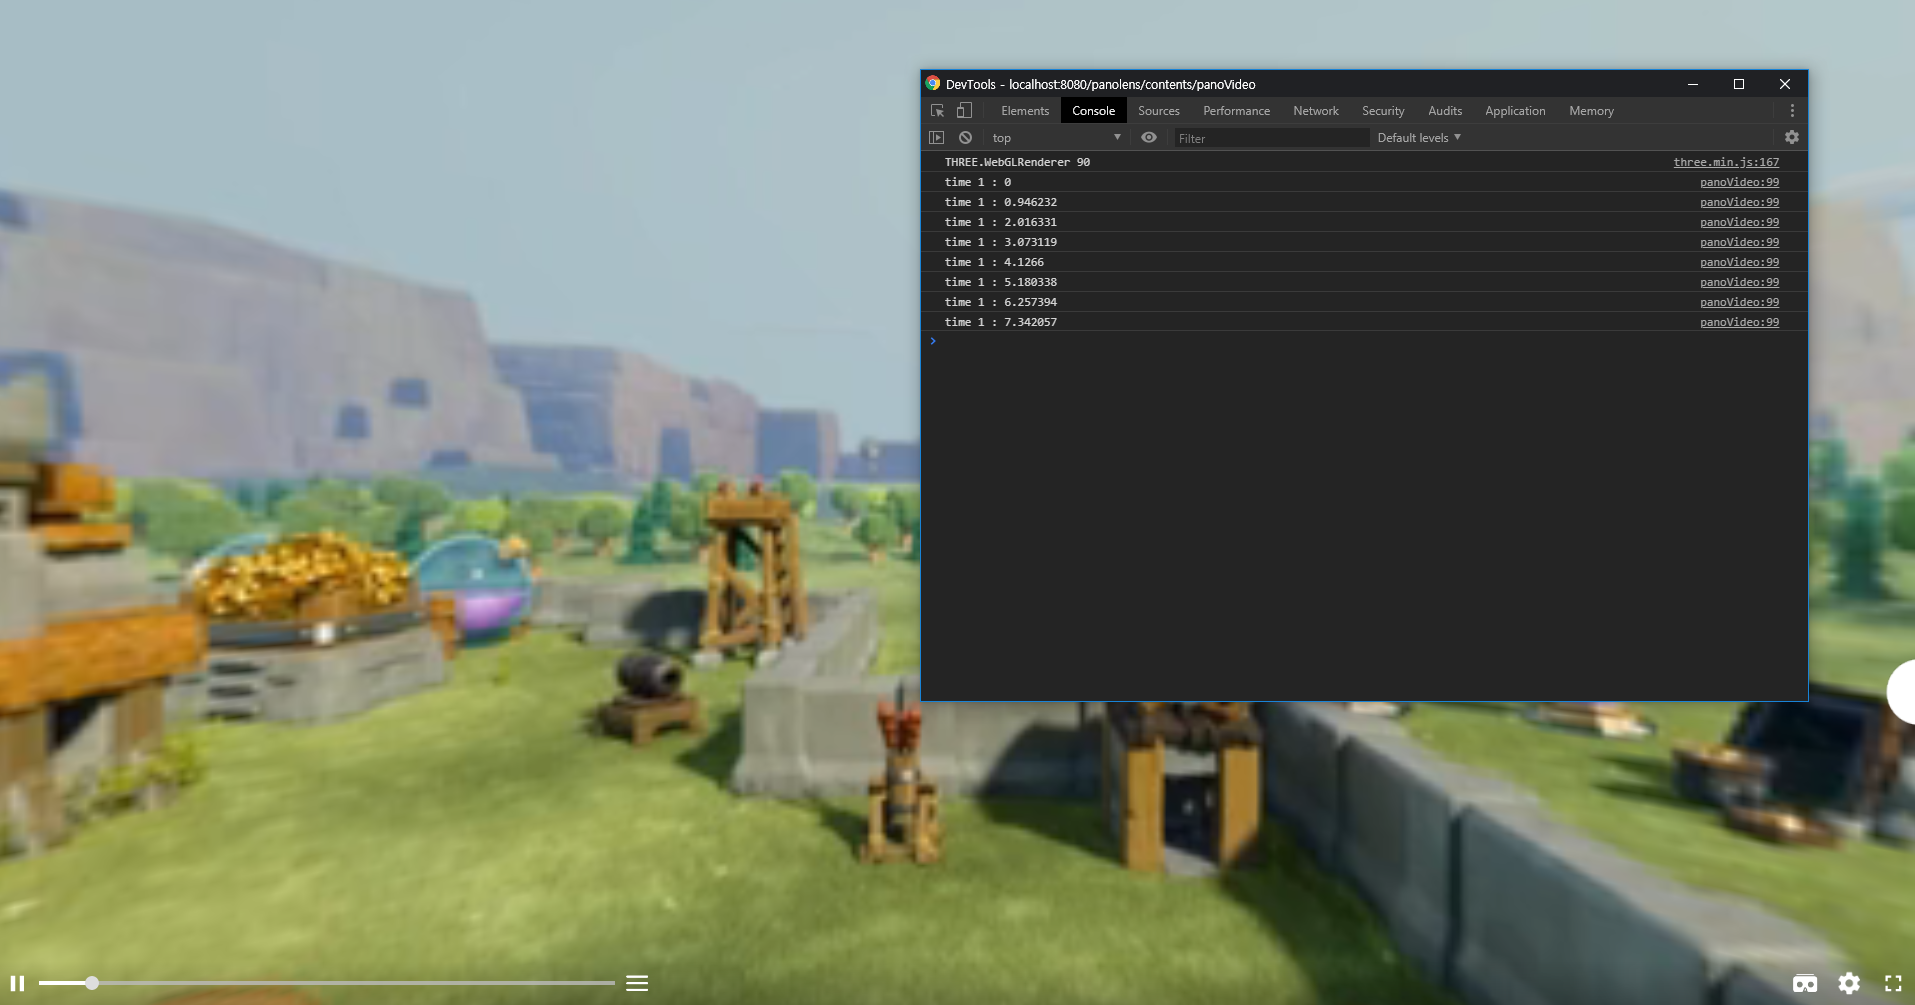 DevTools - localhost:8080/panolens/contents/panoVideo
Elements Console Sources Performance Network Security Audits Application Memory
top Filter Default levels
THREE.WebGLRenderer 90 three.min.js:167
time 1 : 0 panoVideo:99
time 1 : 0.946232 panoVideo:99
time 1 : 2.016331 panoVideo:99
time 1 : 3.073119 panoVideo:99
time 1 : 4.1266 panoVideo:99
time 1 : 5.180338 panoVideo:99
time 1 : 6.257394 panoVideo:99
time 1 : 7.342057 panoVideo:99